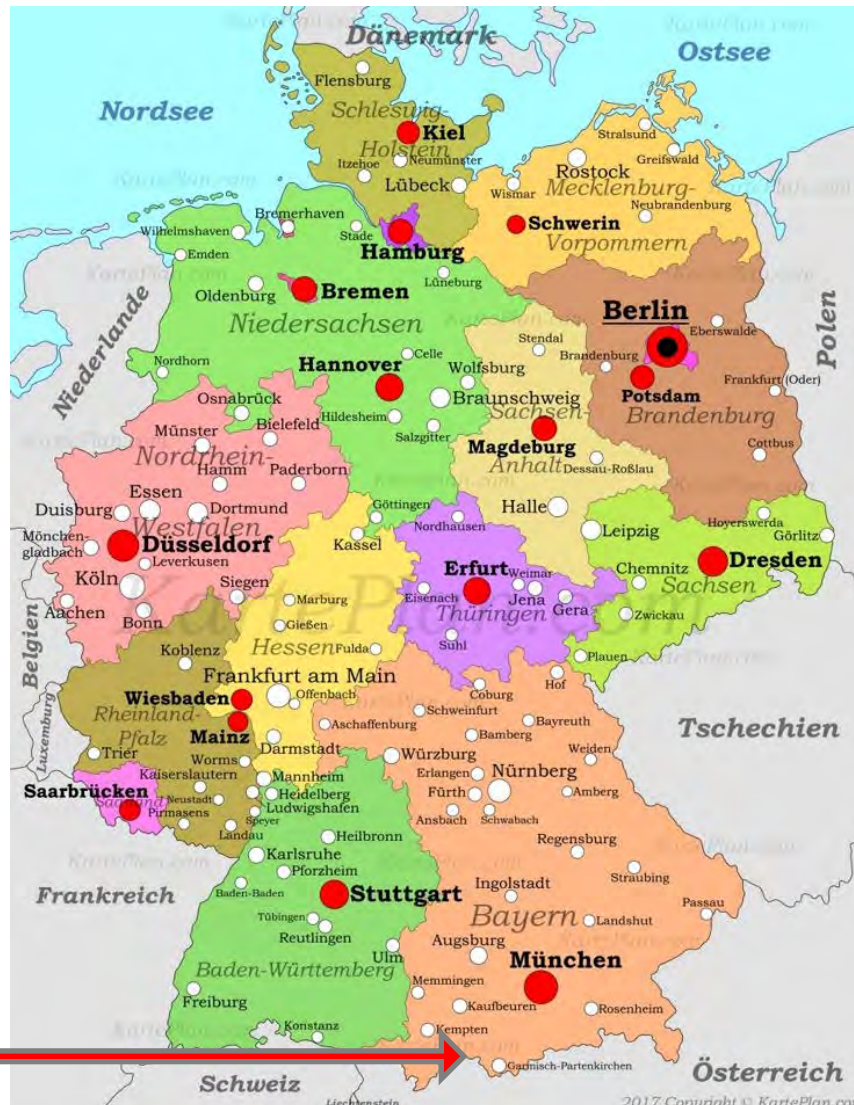 Dänemark
Ostsee
Nordsee
Flensburg
Schleswig-
Holstein
Kiel
Neumünster
Itzehoe
Lübeck
Stralsund
Greifswald
Rostock
Wismar
Mecklenburg-
Vorpommern
Neubrandenburg
Schwerin
Bremerhaven
Wilhelmshaven
Stade
Emden
Hamburg
Lüneburg
Oldenburg
Bremen
Niedersachsen
Niederlande
Berlin
Eberswalde
Polen
Stendal
Brandenburg
Celle
Nordhorn
Hannover
Wolfsburg
Potsdam
Frankfurt (Oder)
Brandenburg
Osnabrück
Braunschweig
Hildesheim
Salzgitter
Sachsen-
Anhalt
Magdeburg
Münster
Bielefeld
Nordrhein-
Westfalen
Hamm
Paderborn
Dessau-Roßlau
Cottbus
Duisburg
Essen
Dortmund
Göttingen
Halle
Nordhausen
Hoyerswerda
Görlitz
Leipzig
Mönchen-
gladbach
Düsseldorf
Kassel
Leverkusen
Köln
Siegen
Erfurt
Weimar
Eisenach
Jena
Gera
Thüringen
Suhl
Chemnitz
Dresden
Sachsen
Zwickau
Plauen
Aachen
Bonn
Marburg
Gießen
Hessen
Fulda
Belgien
Koblenz
Frankfurt am Main
Offenbach
Wiesbaden
Mainz
Rheinland-
Pfalz
Luxemburg
Trier
Darmstadt
Aschaffenburg
Coburg
Hof
Schweinfurt
Bayreuth
Bamberg
Würzburg
Weiden
Tschechien
Worms
Kaiserslautern
Mannheim
Heidelberg
Ludwigshafen
Neustadt
Speyer
Pirmasens
Landau
Saarbrücken
Saarland
Erlangen
Nürnberg
Fürth
Amberg
Ansbach
Schwabach
Heilbronn
Karlsruhe
Pforzheim
Baden-Baden
Stuttgart
Tübingen
Reutlingen
Ulm
Baden-Württemberg
Freiburg
Konstanz
Frankreich
Regensburg
Straubing
Ingolstadt
Passau
Bayern
Landshut
Augsburg
München
Memmingen
Kaufbeuren
Rosenheim
Kempten
Garmisch-Partenkirchen
Schweiz
Liechtenstein
Österreich
2017 Copyright © KartePlan.com
KartePlan.com